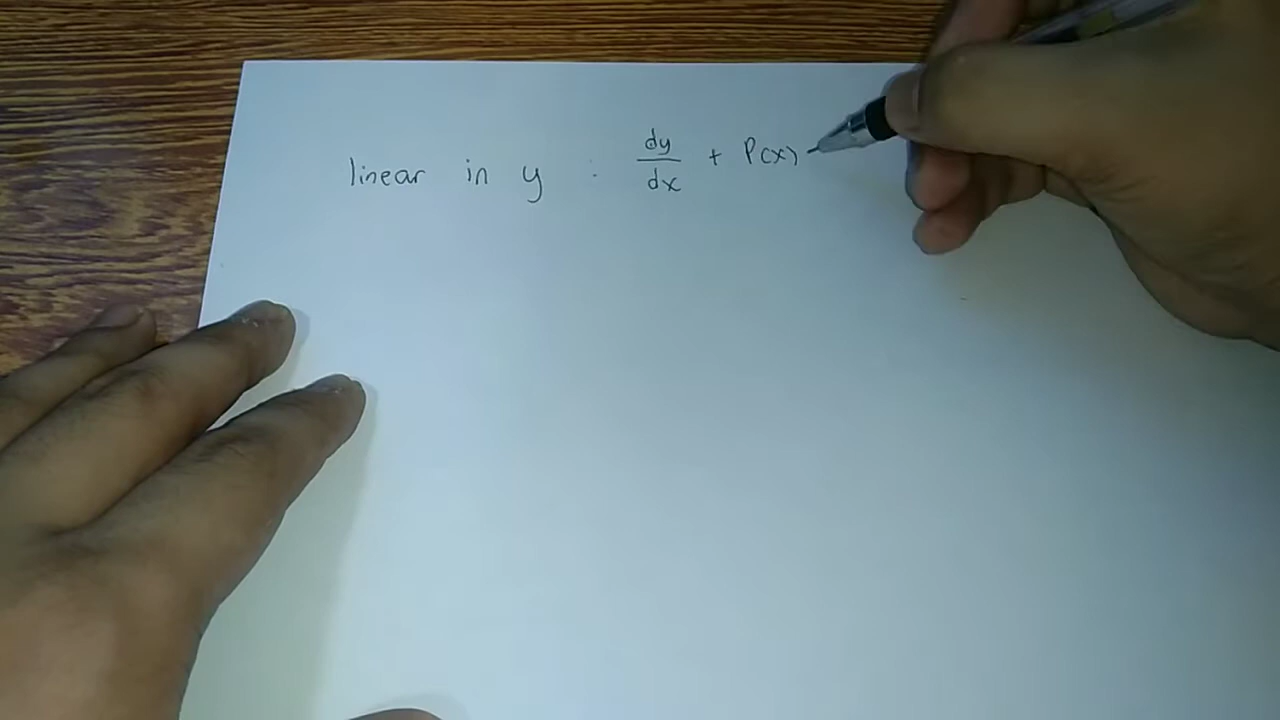 linear in y : dy/dx + P(x)